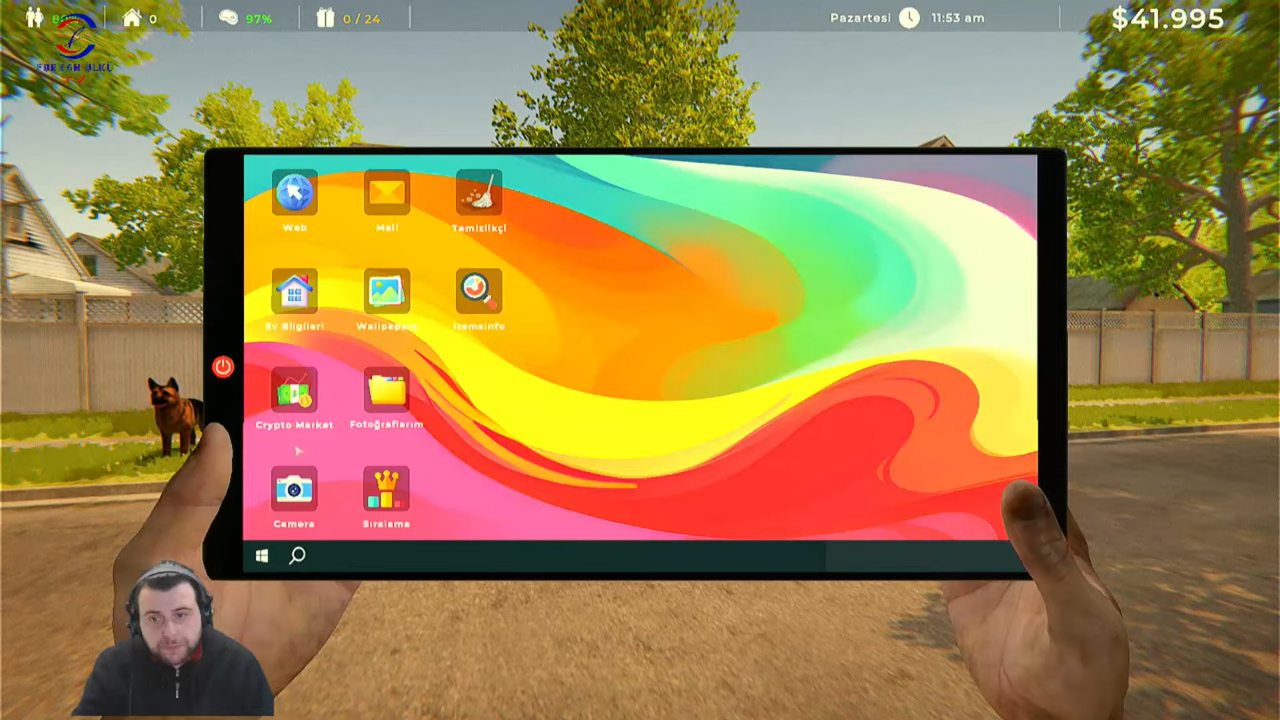 0
97%
0 / 24
Pazartesi
11:53 am
$41.995
Web
Mail
Temizlikçi
Ev Bilgileri
Wallpapers
Itemsinfo
Crypto Market
Fotoğraflarım
Camera
Sıralama